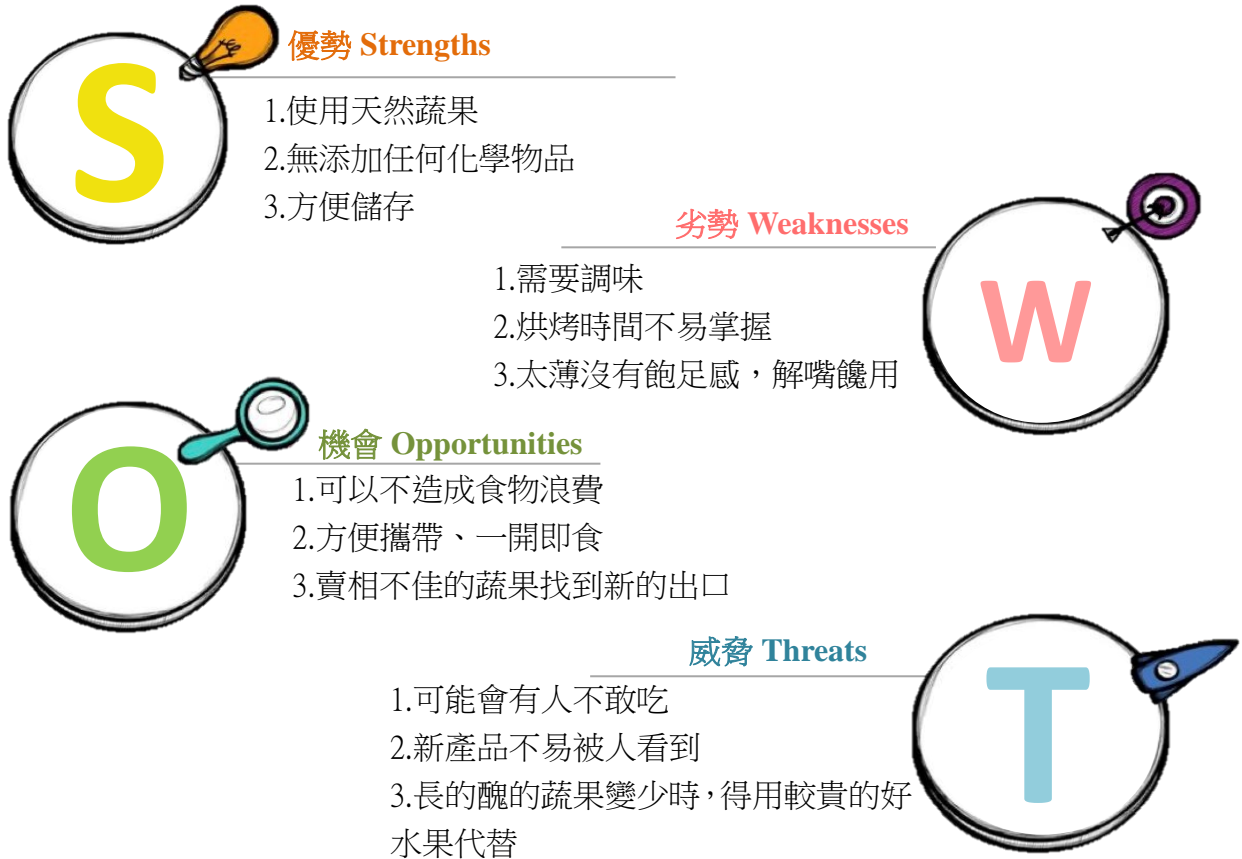 S
優勢 Strengths
1.使用天然蔬果
2.無添加任何化學物品
3.方便儲存
W
劣勢 Weaknesses
1.需要調味
2.烘烤時間不易掌握
3.太薄沒有飽足感，解嘴饞用
O
機會 Opportunities
1.可以不造成食物浪費
2.方便攜帶、一開即食
3.賣相不佳的蔬果找到新的出口
T
威脅 Threats
1.可能會有人不敢吃
2.新產品不易被人看到
3.長的醜的蔬果變少時，得用較貴的好
水果代替